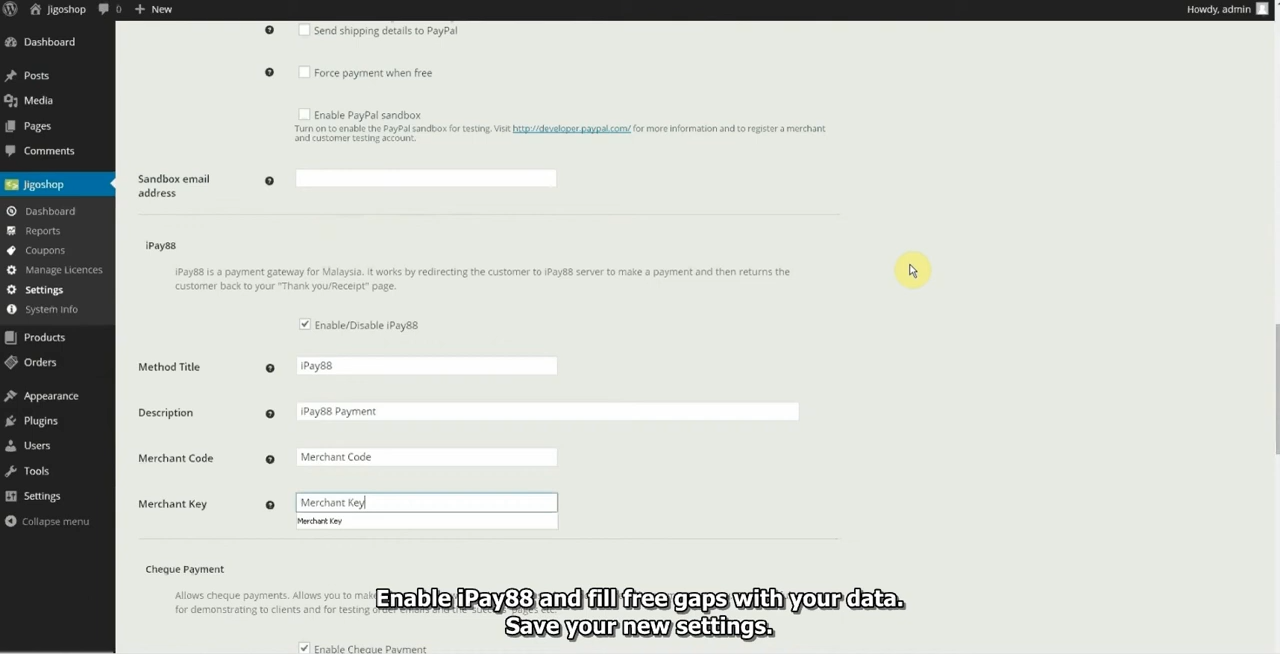 Jigoshop 0 + New Howdy, admin
Dashboard
Posts
Media
Pages
Comments
Jigoshop
Dashboard
Reports
Coupons
Manage Licences
Settings
System Info
Products
Orders
Appearance
Plugins
Users
Tools
Settings
Collapse menu
Send shipping details to PayPal
Force payment when free
Enable PayPal sandbox
Turn on to enable the PayPal sandbox for testing. Visit http://developer.paypal.com/ for more information and to register a merchant
and customer testing account.
Sandbox email
address
iPay88
iPay88 is a payment gateway for Malaysia. It works by redirecting the customer to iPay88 server to make a payment and then returns the
customer back to your "Thank you/Receipt" page.
Enable/Disable iPay88
Method Title iPay88
Description iPay88 Payment
Merchant Code Merchant Code
Merchant Key Merchant Key
Merchant Key
Cheque Payment
Allows cheque payments. Allows you to make
for demonstrating to clients and for testing order emails and the 'success' pages etc.
Enable iPay88 and fill free gaps with your data.
Save your new settings.
Enable Cheque Payment